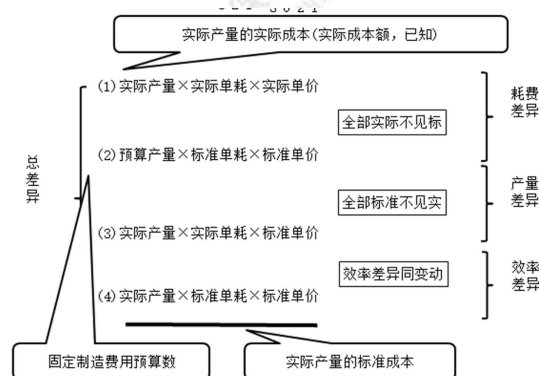 实际产量的实际成本(实际成本额，已知)
(1)实际产量×实际单耗×实际单价
耗费
差异
全部实际不见标
(2)预算产量×标准单耗×标准单价
总差异
产量
差异
全部标准不见实
(3)实际产量×实际单耗×标准单价
效率
差异
效率差异同变动
(4)实际产量×标准单耗×标准单价
固定制造费用预算数
实际产量的标准成本